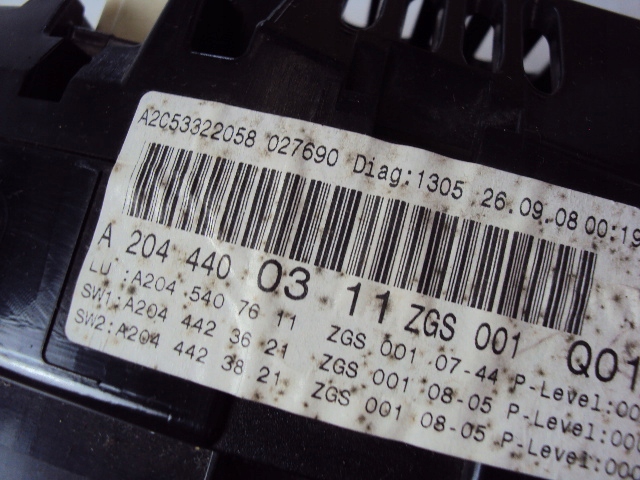 A2C53322058 027690 Diag:1305 26.09.08 00:19
A 204 440 03 11 ZGS 001 Q01
LU :A204 540 76 11 ZGS 001 07-44 P-Level:00
SW1:A204 442 36 21 ZGS 001 08-05 P-Level:00
SW2:A204 442 38 21 ZGS 001 08-05 P-Level:000